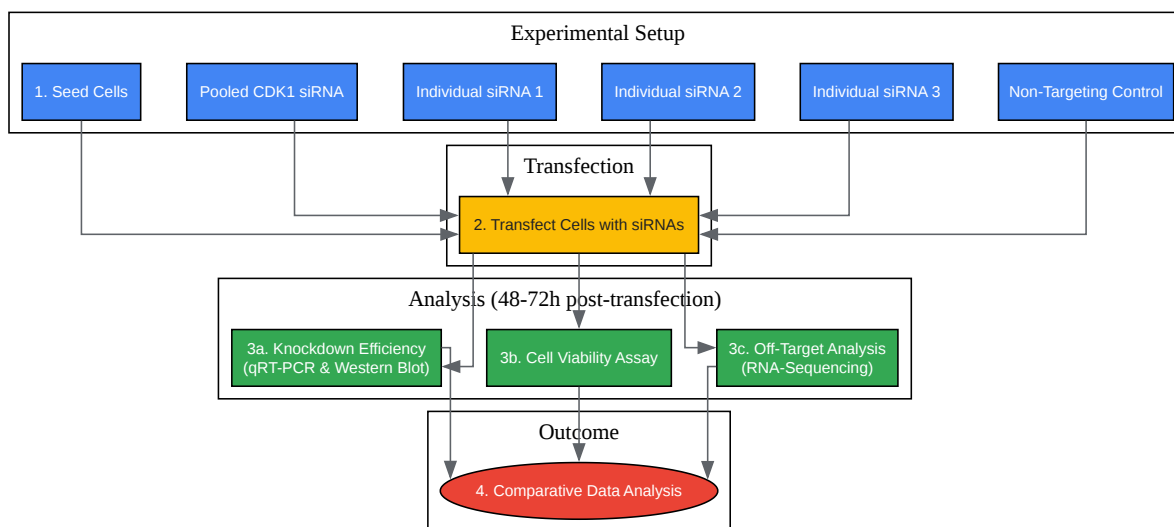 Experimental Setup
1. Seed Cells
Pooled CDK1 siRNA
Individual siRNA 1
Individual siRNA 2
Individual siRNA 3
Non-Targeting Control
Transfection
2. Transfect Cells with siRNAs
Analysis (48-72h post-transfection)
3a. Knockdown Efficiency
(qRT-PCR & Western Blot)
3b. Cell Viability Assay
3c. Off-Target Analysis
(RNA-Sequencing)
Outcome
4. Comparative Data Analysis